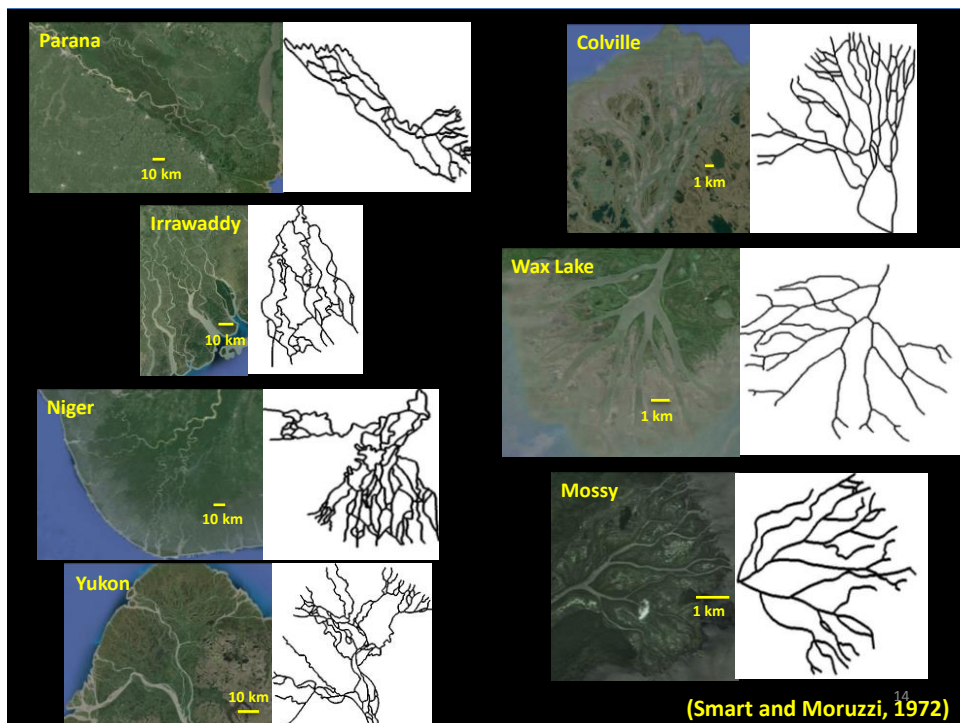 Parana
10 km
Colville
1 km
Irrawaddy
10 km
Wax Lake
1 km
Niger
10 km
Mossy
1 km
Yukon
10 km
14
(Smart and Moruzzi, 1972)